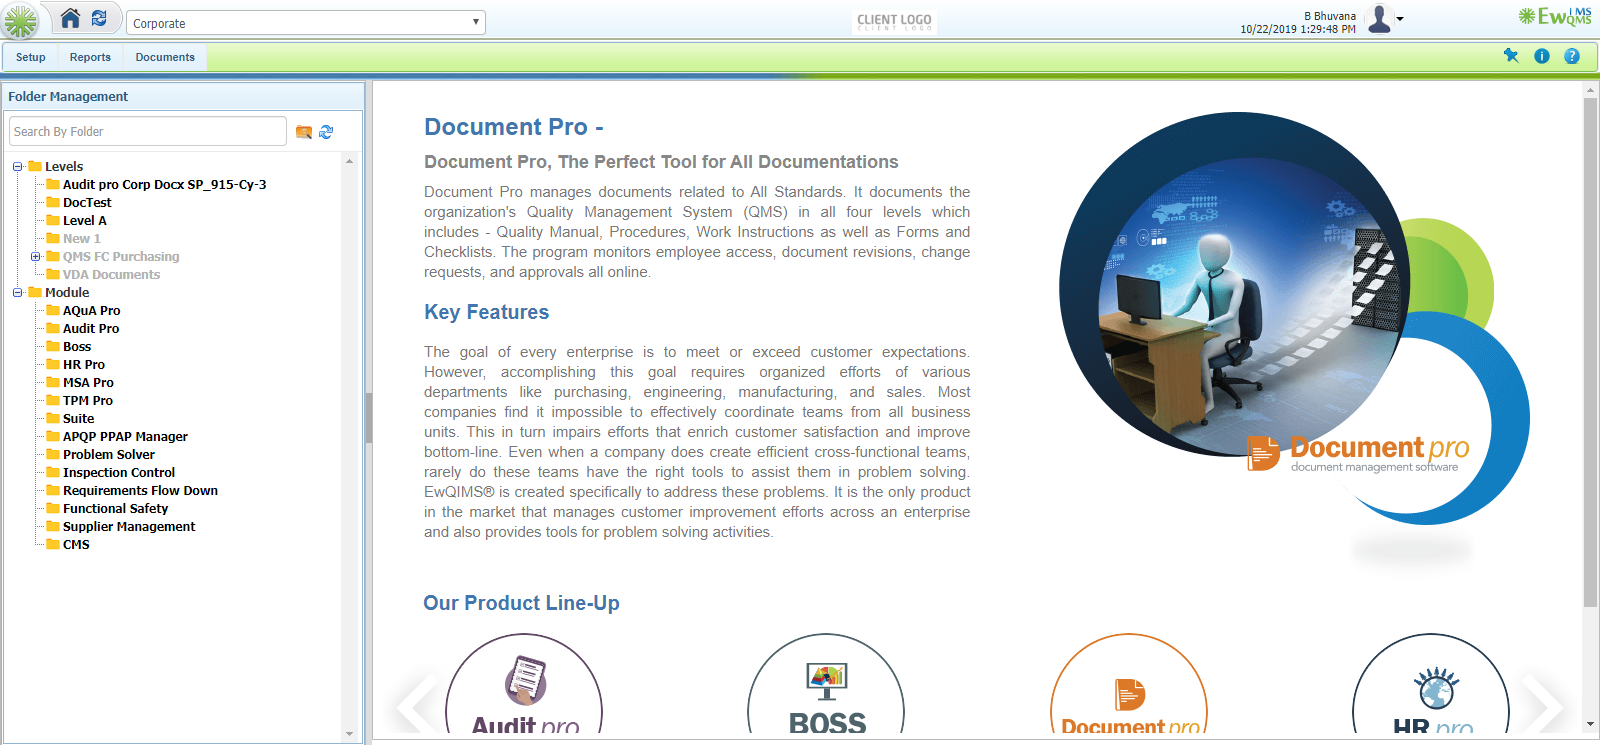 Corporate
CLIENT LOGO
CLIENT LOGO
B Bhuvana
10/22/2019 1:29:48 PM
EwQIMS
QMS
Setup
Reports
Documents
Folder Management
Search By Folder
Levels
Audit pro Corp Docx SP_915-Cy-3
DocTest
Level A
New 1
QMS FC Purchasing
VDA Documents
Module
AQuA Pro
Audit Pro
Boss
HR Pro
MSA Pro
TPM Pro
Suite
APQP PPAP Manager
Problem Solver
Inspection Control
Requirements Flow Down
Functional Safety
Supplier Management
CMS
Document Pro -
Document Pro, The Perfect Tool for All Documentations
Document Pro manages documents related to All Standards. It documents the
organization's Quality Management System (QMS) in all four levels which
includes - Quality Manual, Procedures, Work Instructions as well as Forms and
Checklists. The program monitors employee access, document revisions, change
requests, and approvals all online.
Key Features
The goal of every enterprise is to meet or exceed customer expectations.
However, accomplishing this goal requires organized efforts of various
departments like purchasing, engineering, manufacturing, and sales. Most
companies find it impossible to effectively coordinate teams from all business
units. This in turn impairs efforts that enrich customer satisfaction and improve
bottom-line. Even when a company does create efficient cross-functional teams,
rarely do these teams have the right tools to assist them in problem solving.
EwQIMS® is created specifically to address these problems. It is the only product
in the market that manages customer improvement efforts across an enterprise
and also provides tools for problem solving activities.
Document pro
document management software
Our Product Line-Up
Audit pro
BOSS
Document pro
HR pro